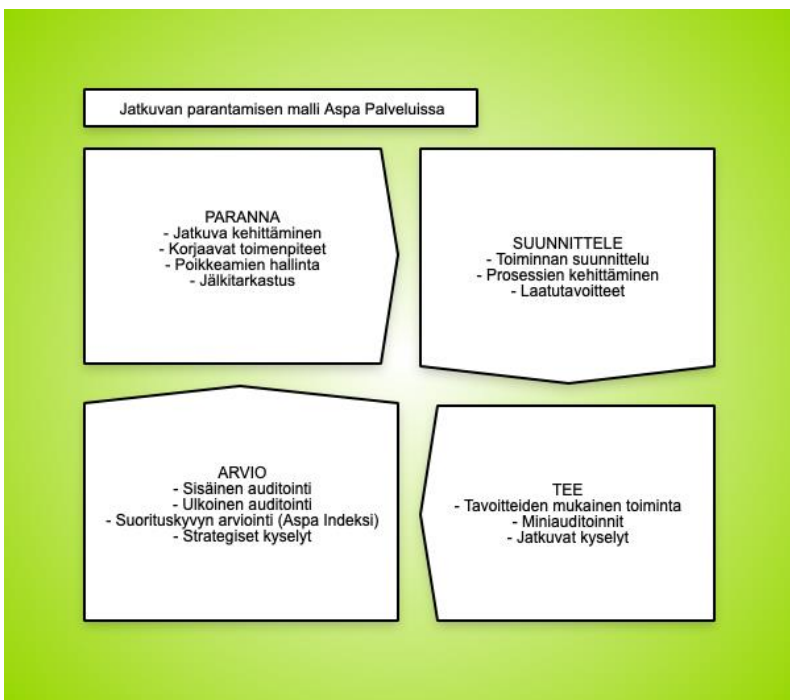 Jatkuvan parantamisen malli Aspa Palveluissa
PARANNA
- Jatkuva kehittäminen
- Korjaavat toimenpiteet
- Poikkeamien hallinta
- Jälkitarkastus
SUUNNITTELE
- Toiminnan suunnittelu
- Prosessien kehittäminen
- Laatutavoitteet
ARVIO
- Sisäinen auditointi
- Ulkoinen auditointi
- Suorituskyvyn arviointi (Aspa Indeksi)
- Strategiset kyselyt
TEE
- Tavoitteiden mukainen toiminta
- Miniauditoinnit
- Jatkuvat kyselyt